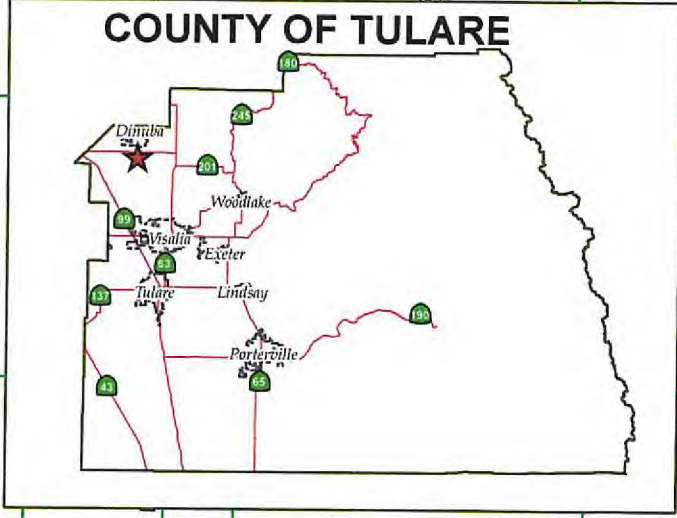 COUNTY OF TULARE
180
245
Dinuba
201
Woodlake
99
Visalia
Exeter
63
137
Tulare
Lindsay
190
Porterville
43
65